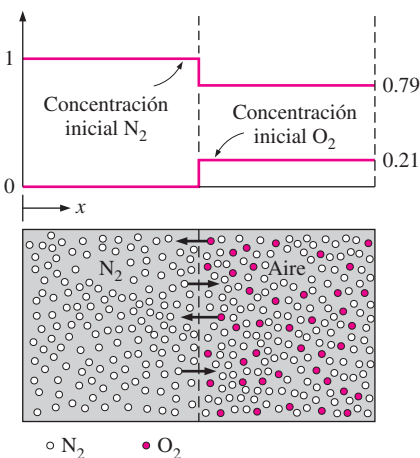 1
Concentración
inicial N₂
Concentración
inicial O₂
0.79
0.21
0
x
N₂
Aire
N₂
O₂